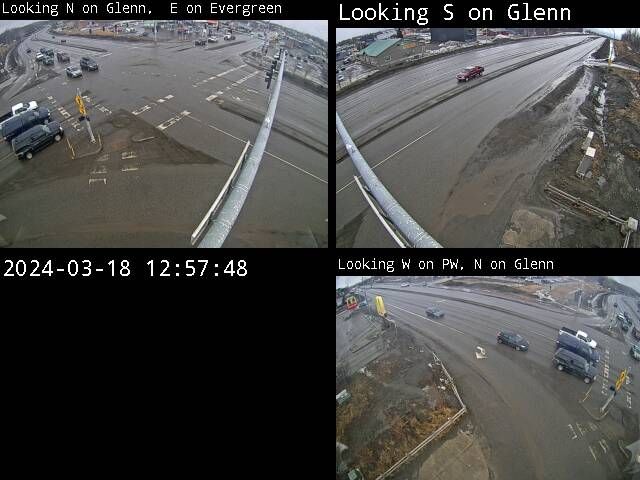 Looking N on Glenn,  E on Evergreen
Looking S on Glenn
2024-03-18 12:57:48
Looking W on PW, N on Glenn